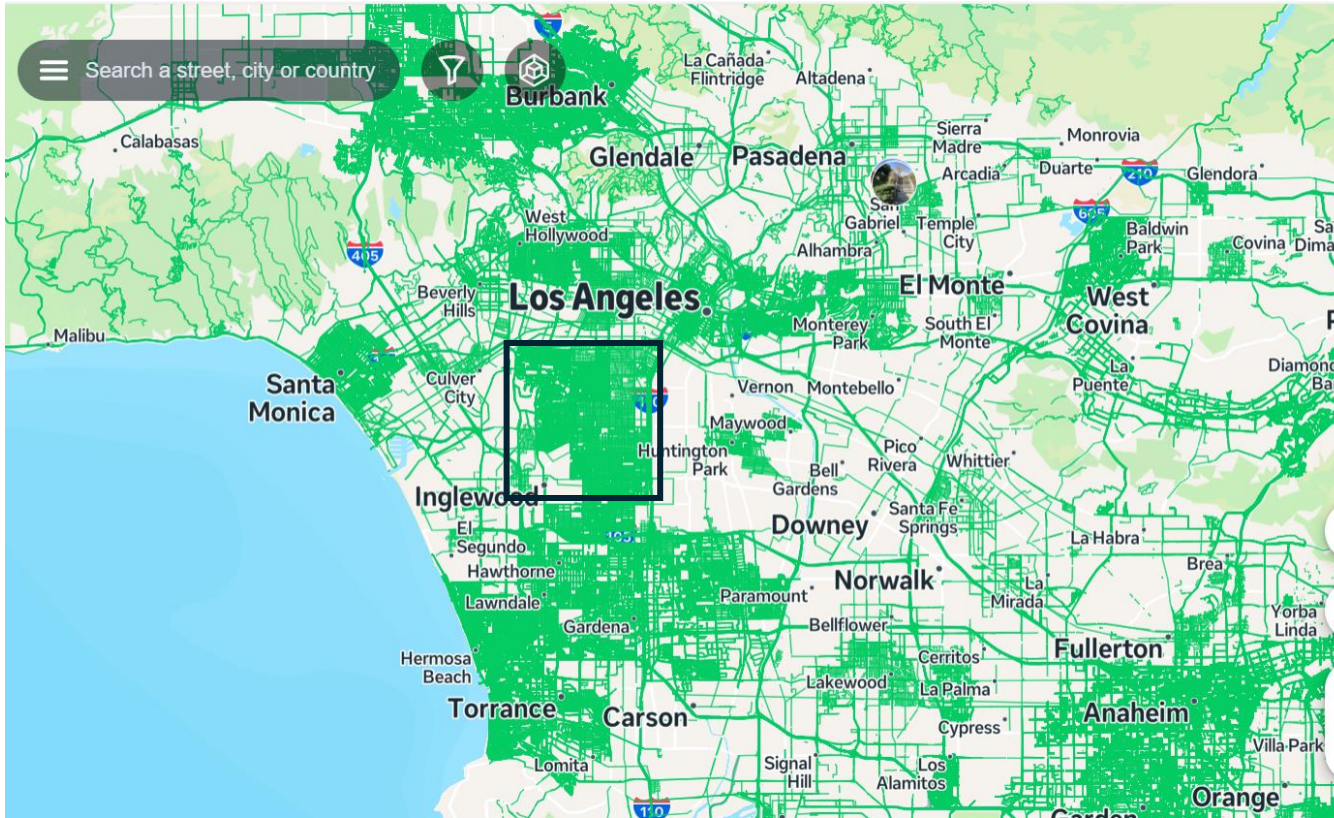 5
Search a street, city or country
La Cañada
Flintridge
Altadena
Burbank
Calabasas
Glendale
Pasadena
Sierra
Madre
Monrovia
Arcadia
Duarte
210
Glendora
San
Gabriel
Temple
City
605
Baldwin
Park
Covina
West
Hollywood
405
Alhambra
Beverly
Hills
Los Angeles
El Monte
West
Covina
Monterey
Park
South El
Monte
Malibu
Santa
Monica
Culver
City
Vernon
Montebello
La
Puente
Maywood
Huntington
Park
Bell
Gardens
Pico
Rivera
Whittier
Inglewood
El
Segundo
Downey
Santa Fe
Springs
La Habra
Brea
Hawthorne
Norwalk
La
Mirada
Lawndale
Paramount
Yorba
Linda
Gardena
Bellflower
Hermosa
Beach
Cerritos
Fullerton
Lakewood
La Palma
Torrance
Carson
Cypress
Anaheim
Villa Park
Lomita
Signal
Hill
Los
Alamitos
110
Orange